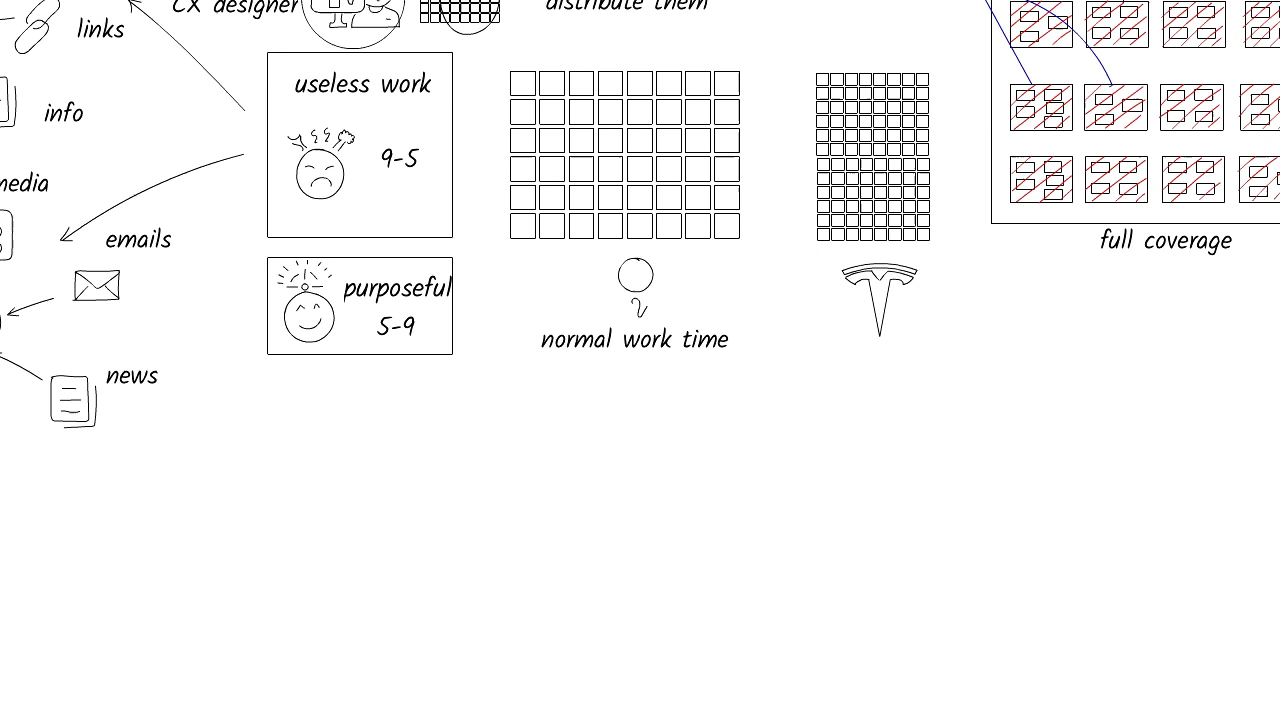 CX designer
distribute them
links
info
media
emails
news
useless work
9-5
purposeful
5-9
normal work time
full coverage